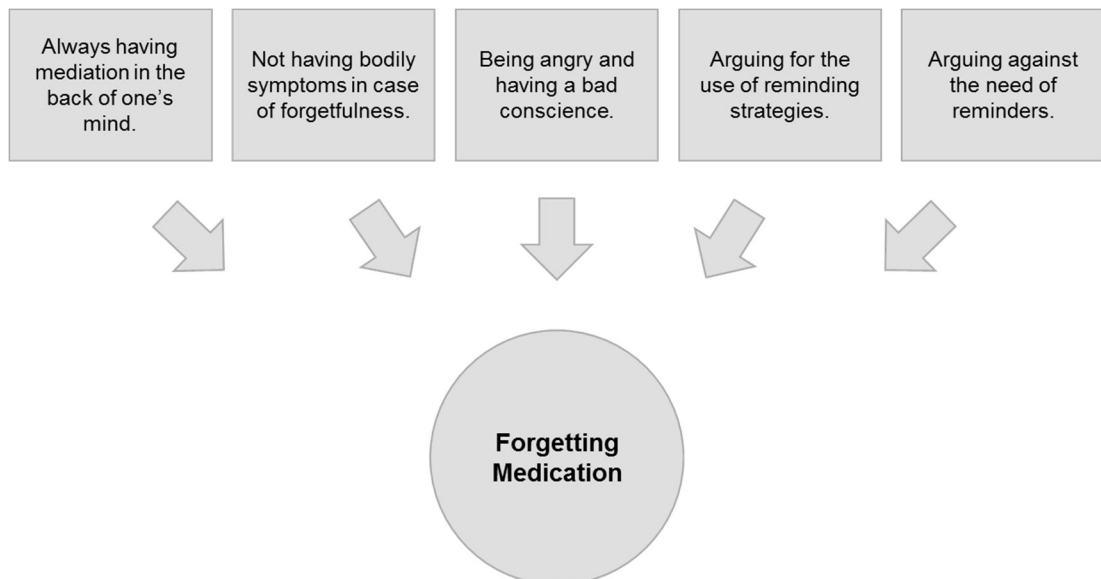 Always having
mediation in the
back of one's
mind.
Not having bodily
symptoms in case
of forgetfulness.
Being angry and
having a bad
conscience.
Arguing for the
use of reminding
strategies.
Arguing against
the need of
reminders.
Forgetting
Medication